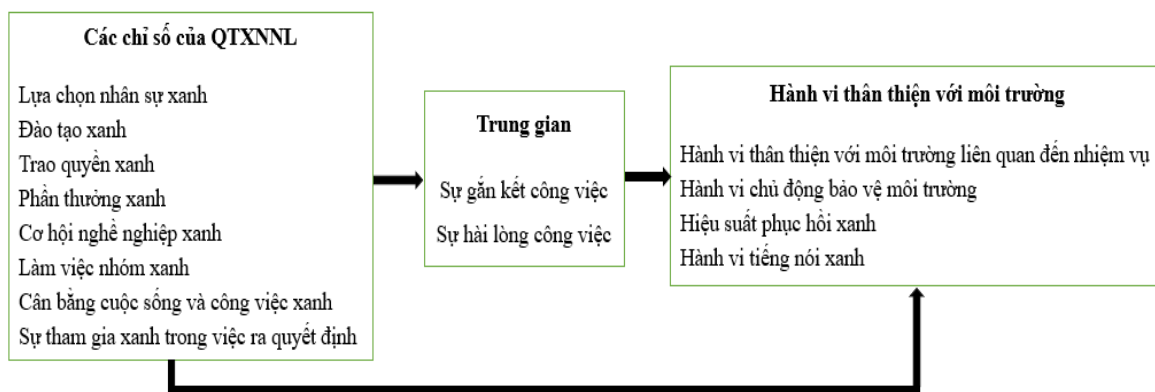 Các chỉ số của QTXNNL
Lựa chọn nhân sự xanh
Đào tạo xanh
Trao quyền xanh
Phần thưởng xanh
Cơ hội nghề nghiệp xanh
Làm việc nhóm xanh
Cân bằng cuộc sống và công việc xanh
Sự tham gia xanh trong việc ra quyết định
Trung gian
Sự gắn kết công việc
Sự hài lòng công việc
Hành vi thân thiện với môi trường
Hành vi thân thiện với môi trường liên quan đến nhiệm vụ
Hành vi chủ động bảo vệ môi trường
Hiệu suất phục hồi xanh
Hành vi tiếng nói xanh